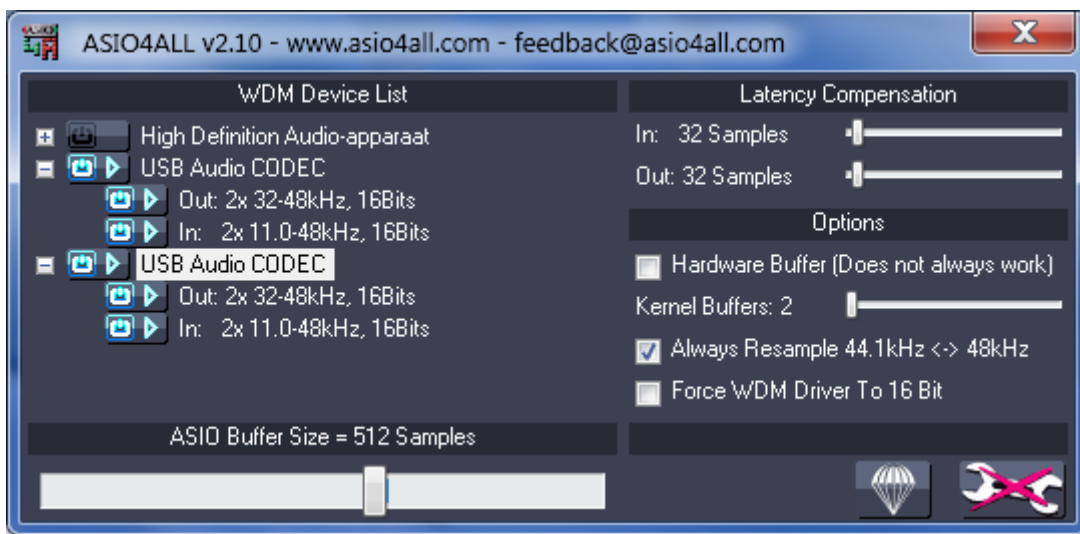 ASIO4ALL v2.10 - www.asio4all.com - feedback@asio4all.com
WDM Device List
High Definition Audio-apparaat
USB Audio CODEC
Out: 2x 32-48kHz, 16Bits
In: 2x 11.0-48kHz, 16Bits
USB Audio CODEC
Out: 2x 32-48kHz, 16Bits
In: 2x 11.0-48kHz, 16Bits
ASIO Buffer Size = 512 Samples
Latency Compensation
In: 32 Samples
Out: 32 Samples
Options
Hardware Buffer (Does not always work)
Kernel Buffers: 2
Always Resample 44.1kHz <-> 48kHz
Force WDM Driver To 16 Bit